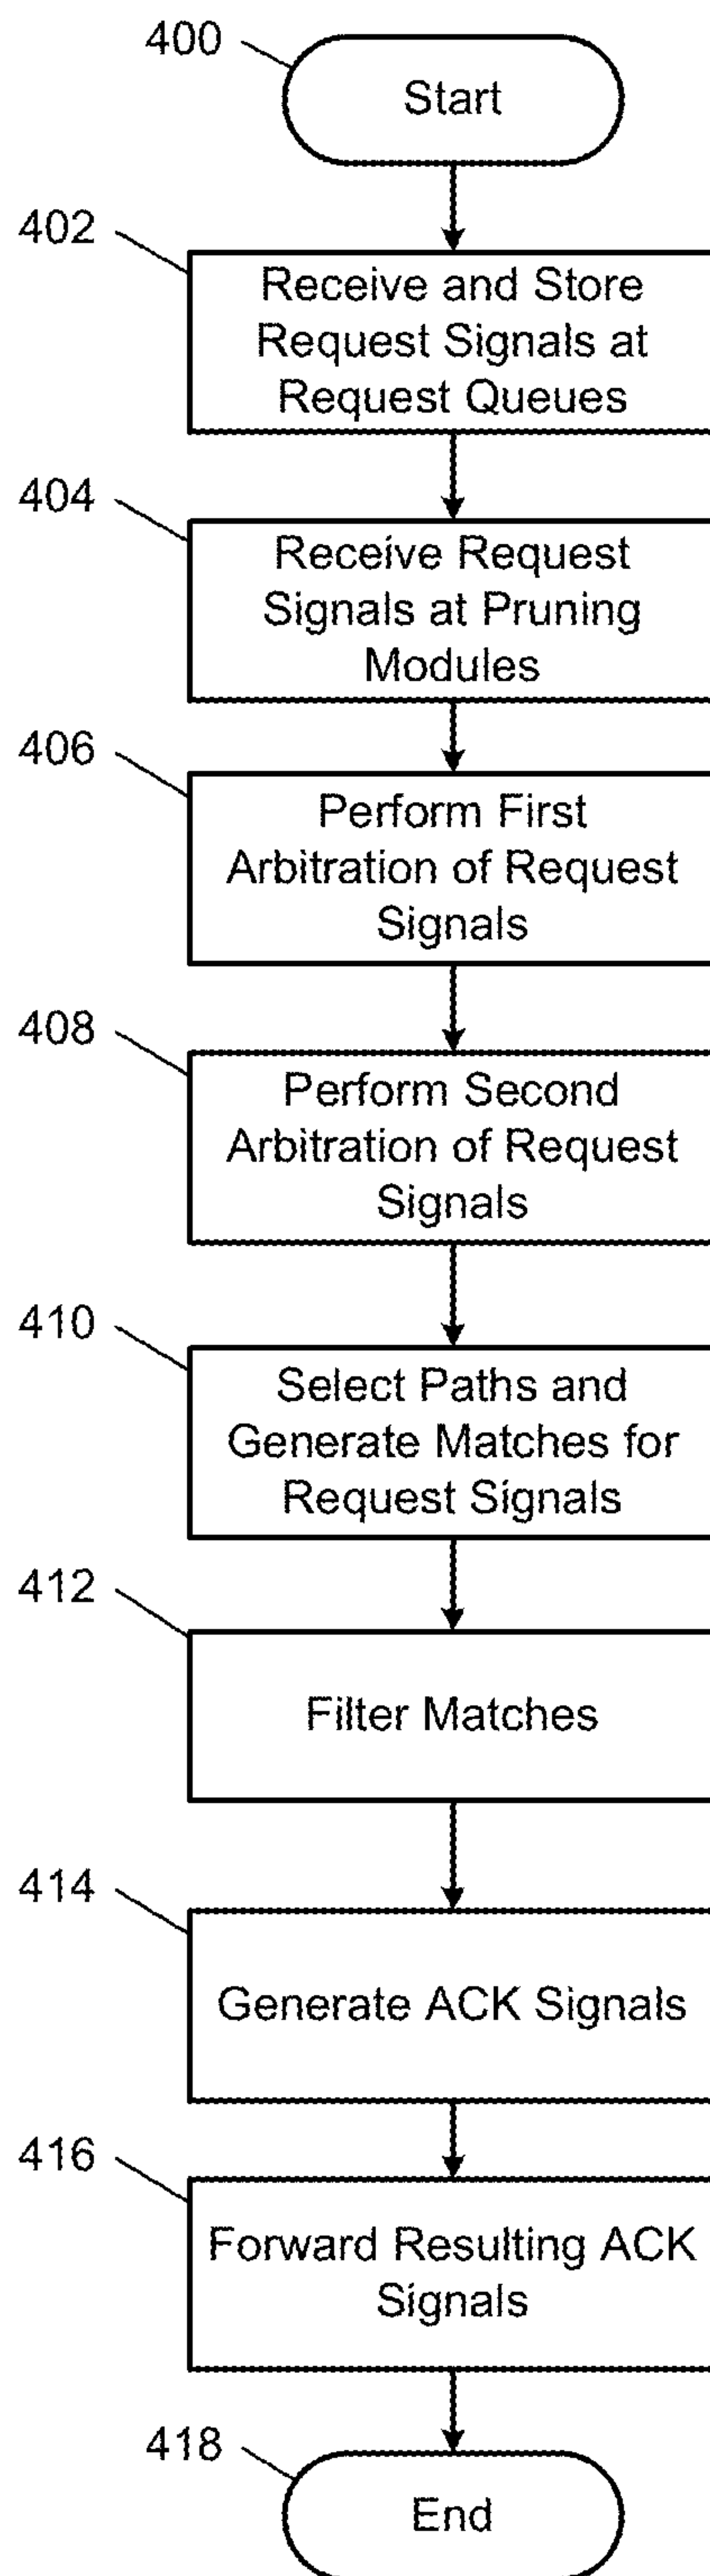 400
Start
402
Receive and Store
Request Signals at
Request Queues
404
Receive Request
Signals at Pruning
Modules
406
Perform First
Arbitration of Request
Signals
408
Perform Second
Arbitration of Request
Signals
410
Select Paths and
Generate Matches for
Request Signals
412
Filter Matches
414
Generate ACK Signals
416
Forward Resulting ACK
Signals
418
End